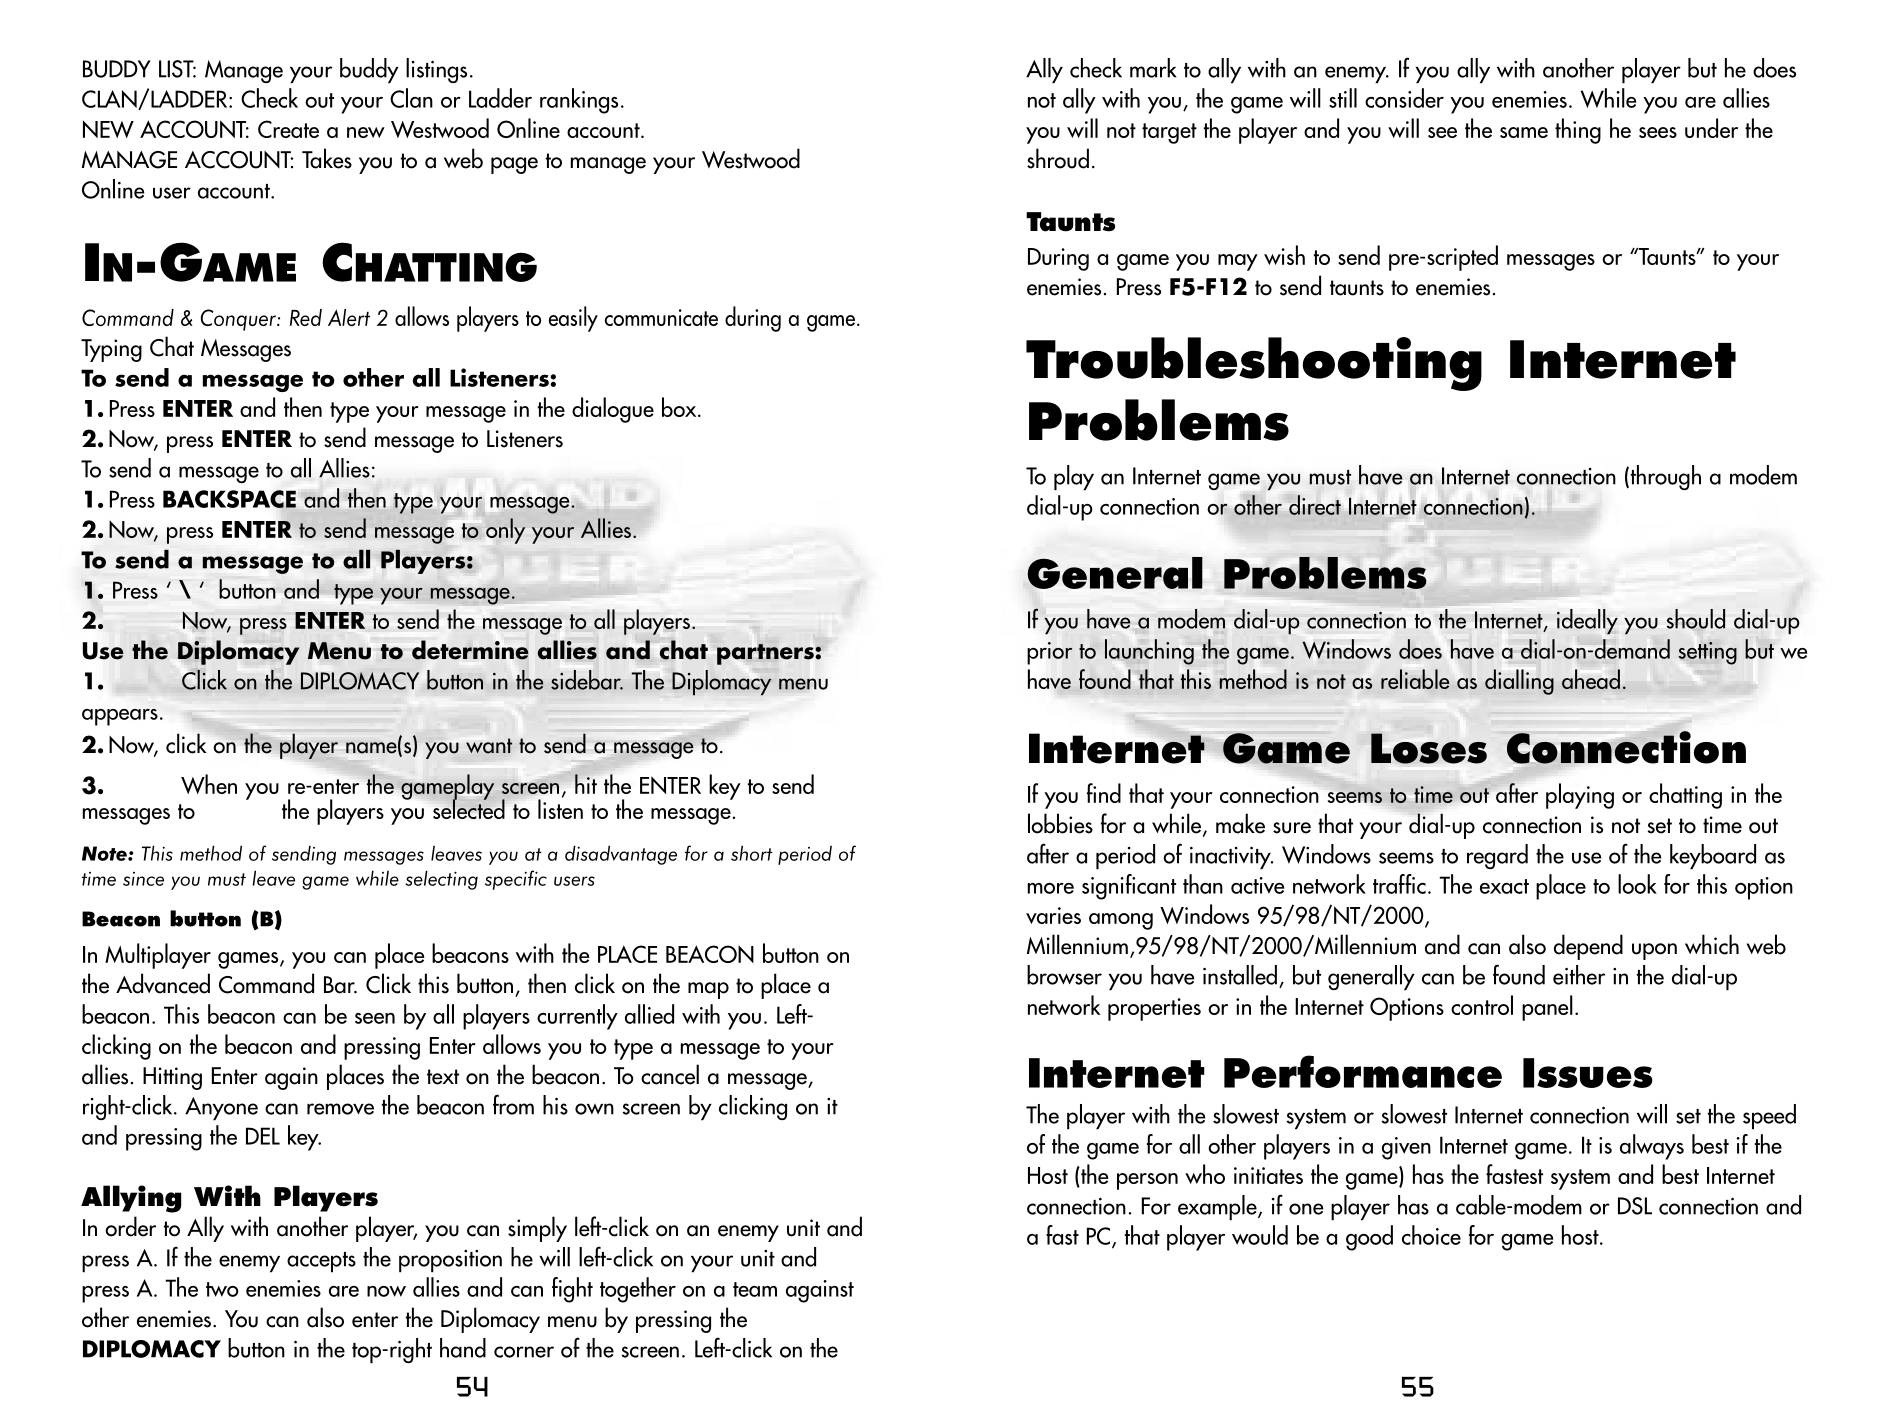 BUDDY LIST: Manage your buddy listings.
CLAN/LADDER: Check out your Clan or Ladder rankings.
NEW ACCOUNT: Create a new Westwood Online account.
MANAGE ACCOUNT: Takes you to a web page to manage your Westwood
Online user account.
IN-GAME CHATTING
Command & Conquer: Red Alert 2 allows players to easily communicate during a game.
Typing Chat Messages
To send a message to other all Listeners:
1. Press ENTER and then type your message in the dialogue box.
2. Now, press ENTER to send message to Listeners
To send a message to all Allies:
1. Press BACKSPACE and then type your message.
2. Now, press ENTER to send message to only your Allies.
To send a message to all Players:
1. Press ‘ \ ‘ button and type your message.
2. Now, press ENTER to send the message to all players.
Use the Diplomacy Menu to determine allies and chat partners:
1. Click on the DIPLOMACY button in the sidebar. The Diplomacy menu
appears.
2. Now, click on the player name(s) you want to send a message to.
3. When you re-enter the gameplay screen, hit the ENTER key to send
messages to the players you selected to listen to the message.
Note: This method of sending messages leaves you at a disadvantage for a short period of
time since you must leave game while selecting specific users
Beacon button (B)
In Multiplayer games, you can place beacons with the PLACE BEACON button on
the Advanced Command Bar. Click this button, then click on the map to place a
beacon. This beacon can be seen by all players currently allied with you. Left-
clicking on the beacon and pressing Enter allows you to type a message to your
allies. Hitting Enter again places the text on the beacon. To cancel a message,
right-click. Anyone can remove the beacon from his own screen by clicking on it
and pressing the DEL key.
Allying With Players
In order to Ally with another player, you can simply left-click on an enemy unit and
press A. If the enemy accepts the proposition he will left-click on your unit and
press A. The two enemies are now allies and can fight together on a team against
other enemies. You can also enter the Diplomacy menu by pressing the
DIPLOMACY button in the top-right hand corner of the screen. Left-click on the
54
Ally check mark to ally with an enemy. If you ally with another player but he does
not ally with you, the game will still consider you enemies. While you are allies
you will not target the player and you will see the same thing he sees under the
shroud.
Taunts
During a game you may wish to send pre-scripted messages or “Taunts” to your
enemies. Press F5-F12 to send taunts to enemies.
Troubleshooting Internet
Problems
To play an Internet game you must have an Internet connection (through a modem
dial-up connection or other direct Internet connection).
General Problems
If you have a modem dial-up connection to the Internet, ideally you should dial-up
prior to launching the game. Windows does have a dial-on-demand setting but we
have found that this method is not as reliable as dialling ahead.
Internet Game Loses Connection
If you find that your connection seems to time out after playing or chatting in the
lobbies for a while, make sure that your dial-up connection is not set to time out
after a period of inactivity. Windows seems to regard the use of the keyboard as
more significant than active network traffic. The exact place to look for this option
varies among Windows 95/98/NT/2000,
Millennium,95/98/NT/2000/Millennium and can also depend upon which web
browser you have installed, but generally can be found either in the dial-up
network properties or in the Internet Options control panel.
Internet Performance Issues
The player with the slowest system or slowest Internet connection will set the speed
of the game for all other players in a given Internet game. It is always best if the
Host (the person who initiates the game) has the fastest system and best Internet
connection. For example, if one player has a cable-modem or DSL connection and
a fast PC, that player would be a good choice for game host.
55